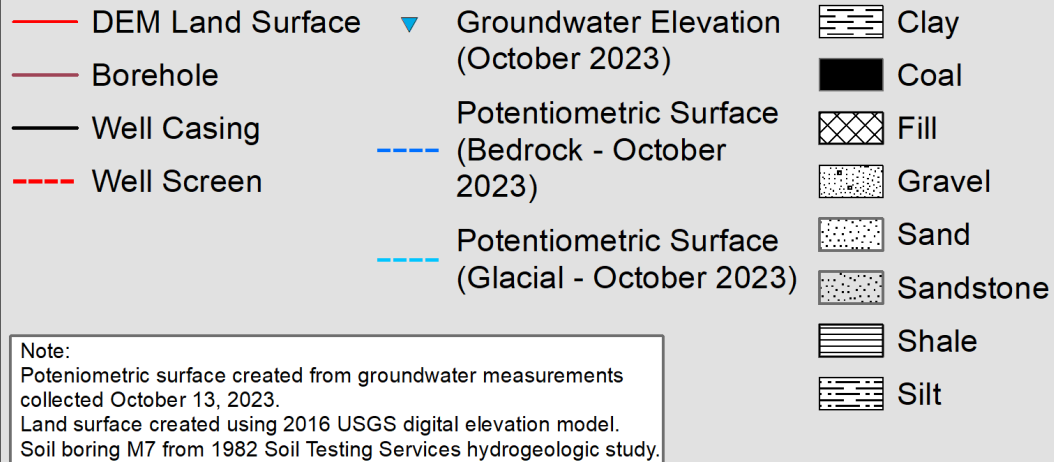 DEM Land Surface
Borehole
Well Casing
Well Screen
Groundwater Elevation
(October 2023)
Potentiometric Surface
(Bedrock - October
2023)
Potentiometric Surface
(Glacial - October 2023)
Clay
Coal
Fill
Gravel
Sand
Sandstone
Shale
Silt
Note:
Poteniometric surface created from groundwater measurements
collected October 13, 2023.
Land surface created using 2016 USGS digital elevation model.
Soil boring M7 from 1982 Soil Testing Services hydrogeologic study.